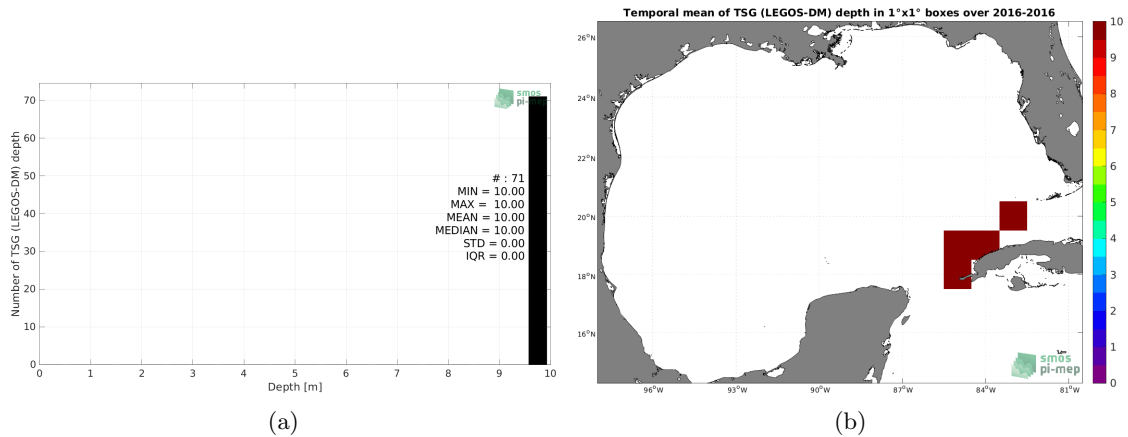 Temporal mean of TSG (LEGOS-DM) depth in 1°x1° boxes over 2016-2016
Number of TSG (LEGOS-DM) depth
70
60
50
40
30
20
10
0
smos
pi-mep
# : 71
MIN = 10.00
MAX = 10.00
MEAN = 10.00
MEDIAN = 10.00
STD = 0.00
IQR = 0.00
0 1 2 3 4 5 6 7 8 9 10
Depth [m]
(a)
26°N
24°N
22°N
20°N
18°N
16°N
96°W 93°W 90°W 87°W 84°W 81°W
smos
pi-mep
10
9
8
7
6
5
4
3
2
1
0
(b)